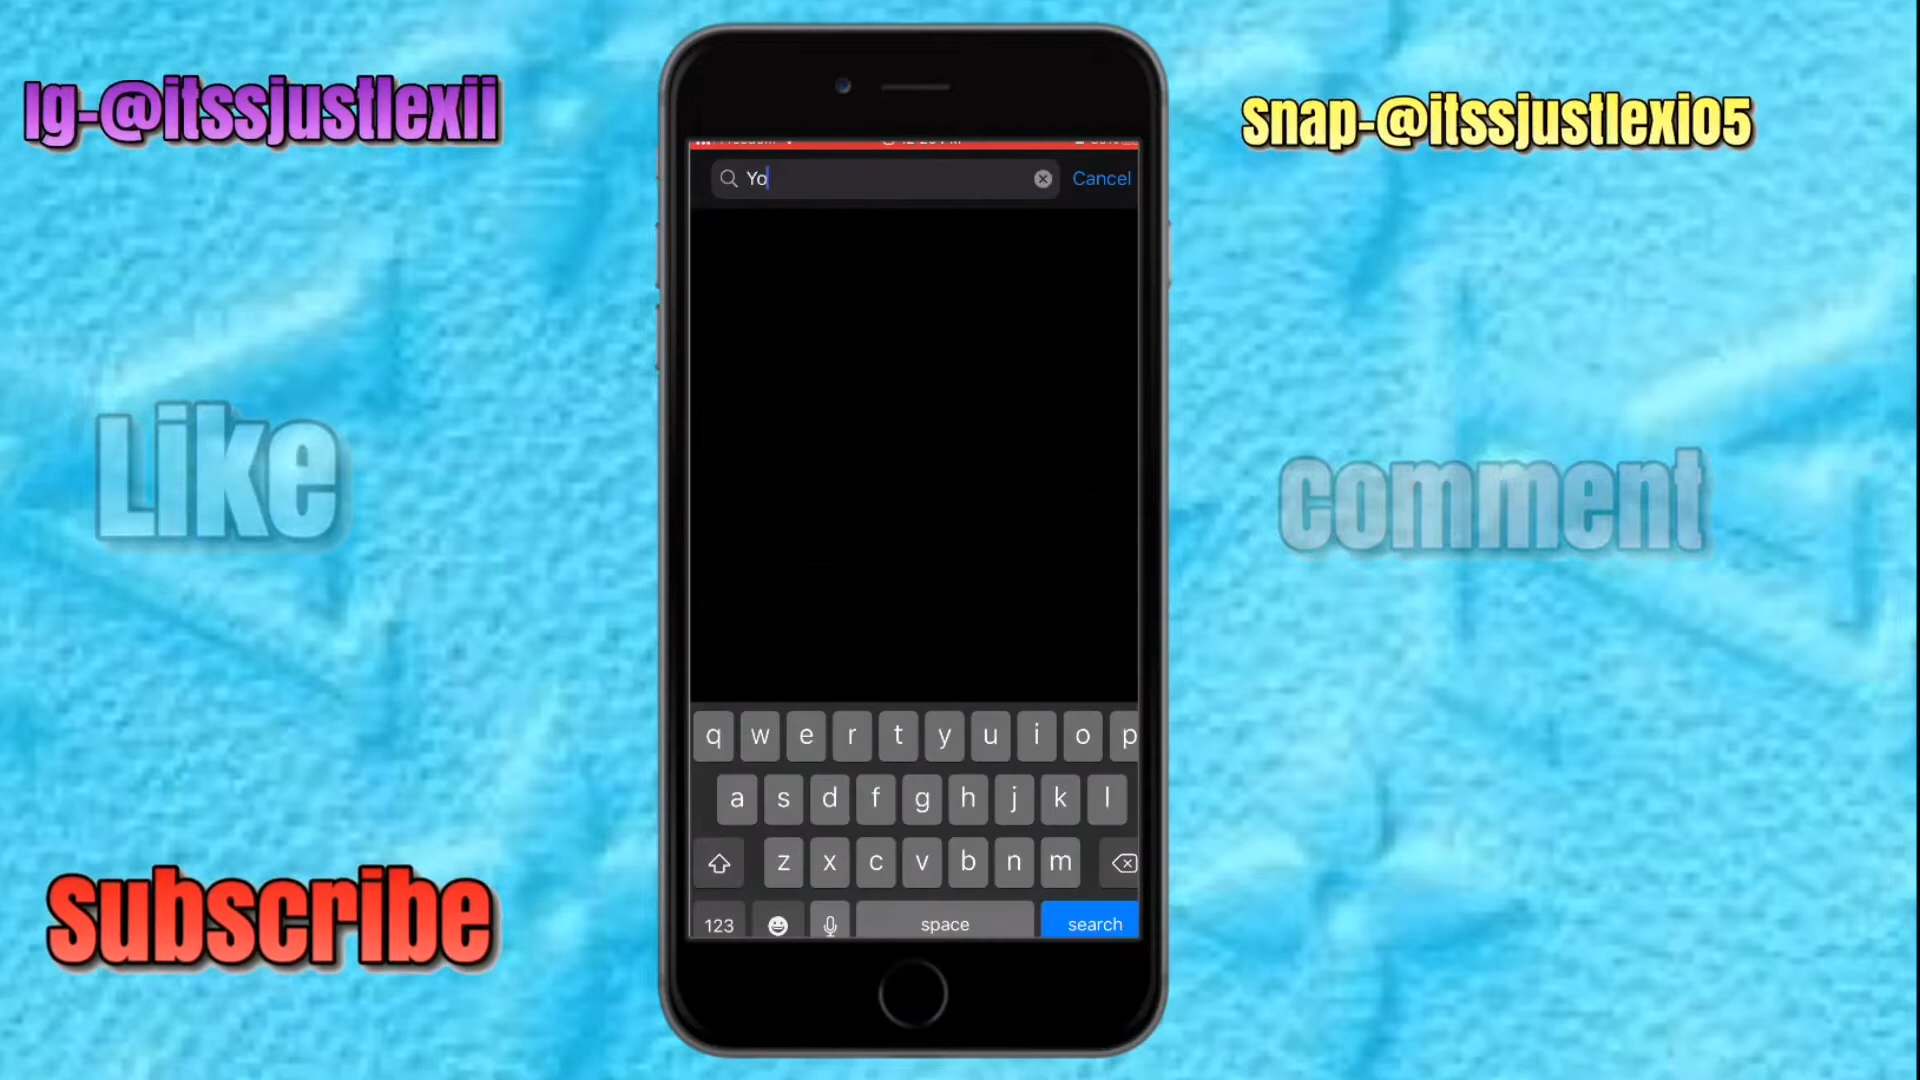 Ig-@itssjustlexii
Snap-@itssjustlexi05
Yo
Cancel
Like
comment
q w e r t y u i o p
a s d f g h j k l
z x c v b n m
123 space search
Subscribe